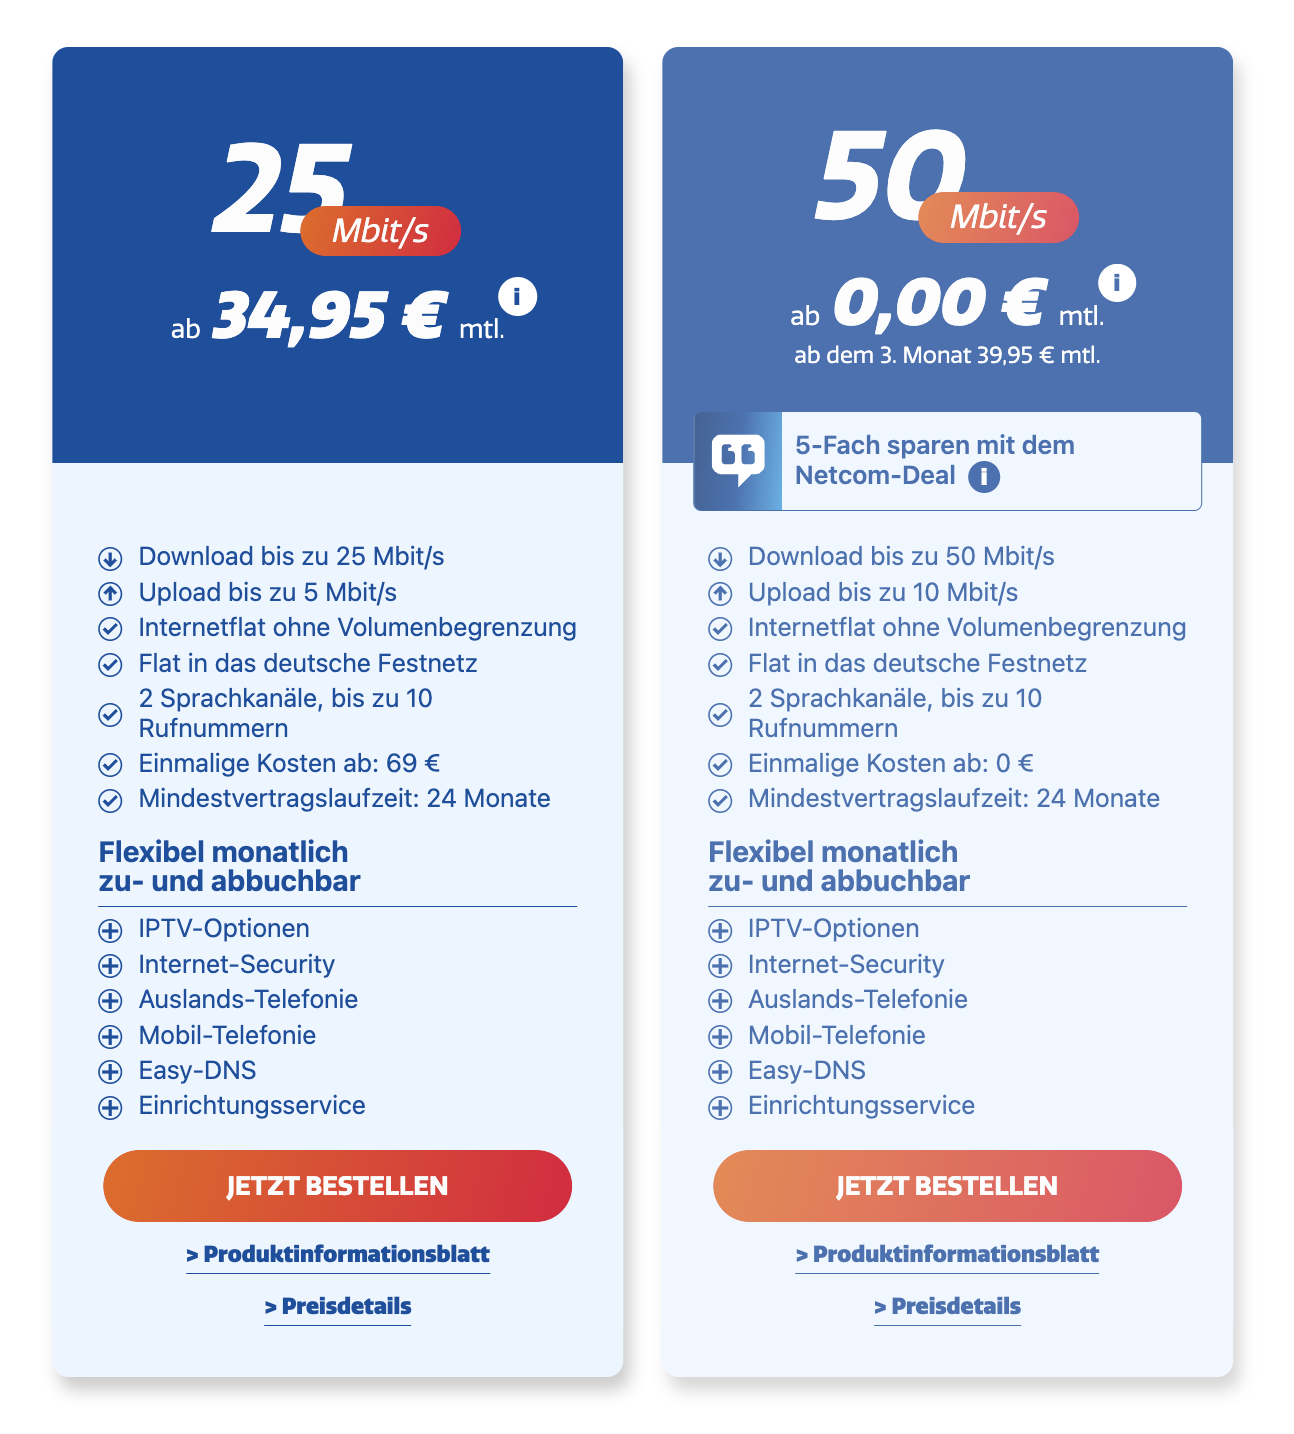 25
Mbit/s
ab 34,95 € mtl.
Download bis zu 25 Mbit/s
Upload bis zu 5 Mbit/s
Internetflat ohne Volumenbegrenzung
Flat in das deutsche Festnetz
2 Sprachkanäle, bis zu 10
Rufnummern
Einmalige Kosten ab: 69 €
Mindestvertragslaufzeit: 24 Monate
Flexibel monatlich
zu- und abbuchbar
IPTV-Optionen
Internet-Security
Auslands-Telefonie
Mobil-Telefonie
Easy-DNS
Einrichtungsservice
JETZT BESTELLEN
> Produktinformationsblatt
> Preisdetails
50
Mbit/s
ab 0,00 € mtl.
ab dem 3. Monat 39,95 € mtl.
5-Fach sparen mit dem
Netcom-Deal
Download bis zu 50 Mbit/s
Upload bis zu 10 Mbit/s
Internetflat ohne Volumenbegrenzung
Flat in das deutsche Festnetz
2 Sprachkanäle, bis zu 10
Rufnummern
Einmalige Kosten ab: 0 €
Mindestvertragslaufzeit: 24 Monate
Flexibel monatlich
zu- und abbuchbar
IPTV-Optionen
Internet-Security
Auslands-Telefonie
Mobil-Telefonie
Easy-DNS
Einrichtungsservice
JETZT BESTELLEN
> Produktinformationsblatt
> Preisdetails